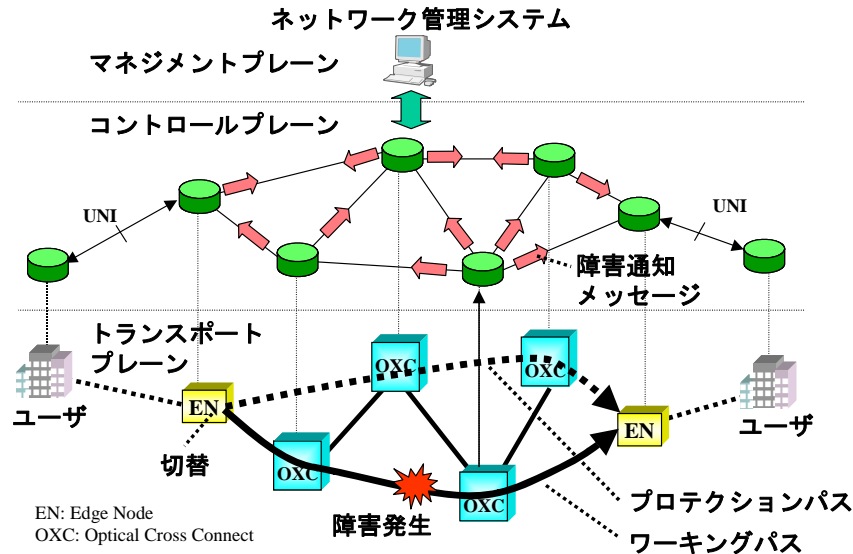 ネットワーク管理システム
マネジメントプレーン
コントロールプレーン
UNI
UNI
障害通知
メッセージ
トランスポート
プレーン
OXC
OXC
ユーザ
EN
EN
ユーザ
切替
OXC
OXC
プロテクションパス
障害発生
ワーキングパス
EN: Edge Node
OXC: Optical Cross Connect